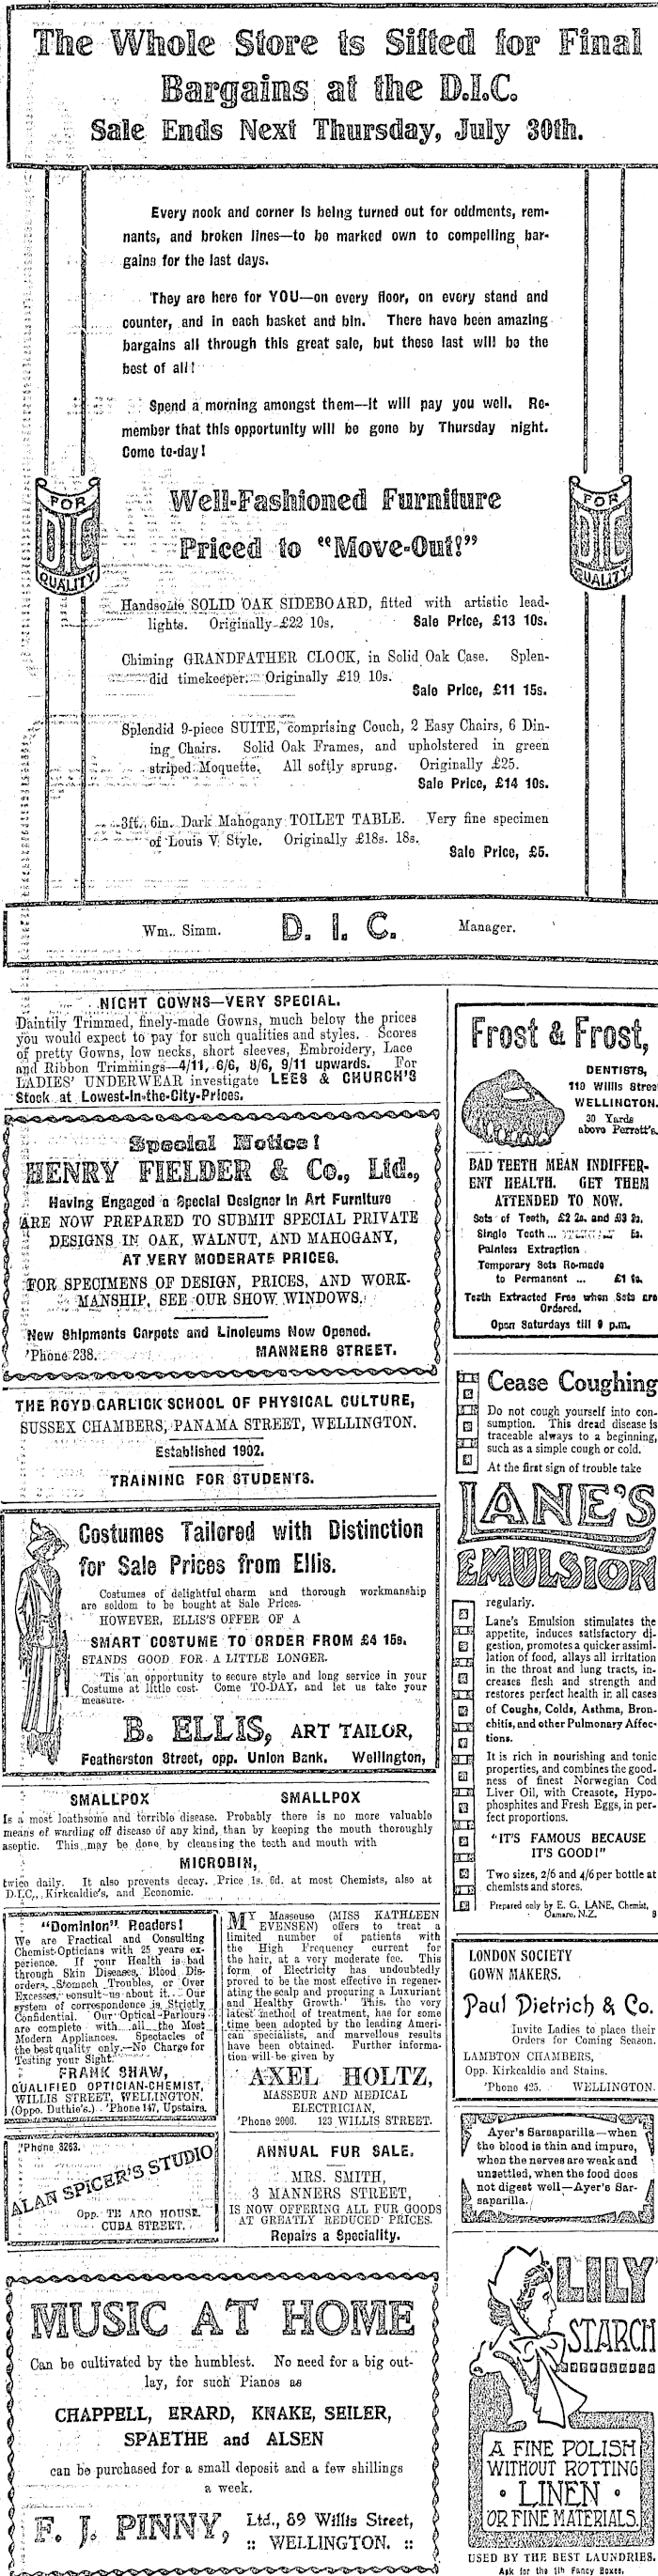 The Whole Store is Sifted for Final
Bargains at the D.I.C.
Sale Ends Next Thursday, July 30th.
Every nook and corner is being turned out for oddments, rem-
nants, and broken lines—to be marked own to compelling bar-
gains for the last days.
They are here for YOU—on every floor, on every stand and
counter, and in each basket and bin. There have been amazing
bargains all through this great sale, but these last will be the
best of all!
Spend a morning amongst them—it will pay you well. Re-
member that this opportunity will be gone by Thursday night.
Come to-day!
FOR
DIC
QUALITY
FOR
DIC
QUALITY
Well-Fashioned Furniture
Priced to "Move-Out!"
Handsome SOLID OAK SIDEBOARD, fitted with artistic lead-
lights. Originally £22 10s. Sale Price, £13 10s.
Chiming GRANDFATHER CLOCK, in Solid Oak Case. Splen-
did timekeeper. Originally £19 10s.
Sale Price, £11 15s.
Splendid 9-piece SUITE, comprising Couch, 2 Easy Chairs, 6 Din-
ing Chairs. Solid Oak Frames, and upholstered in green
striped Moquette. All softly sprung. Originally £25.
Sale Price, £14 10s.
3ft. 6in. Dark Mahogany TOILET TABLE. Very fine specimen
of Louis V. Style. Originally £18s. 18s.
Sale Price, £5.
Wm.. Simm. D. I. C. Manager.
NIGHT GOWNS—VERY SPECIAL.
Daintily Trimmed, finely-made Gowns, much below the prices
you would expect to pay for such qualities and styles. Scores
of pretty Gowns, low necks, short sleeves, Embroidery, Lace
and Ribbon Trimmings—4/11, 6/6, 8/6, 9/11 upwards. For
LADIES' UNDERWEAR investigate LEES & CHURCH'S
Stock at Lowest-in-the-City-Prices.
Special Notice!
HENRY FIELDER & Co., Ltd.,
Having Engaged a Special Designer in Art Furniture
ARE NOW PREPARED TO SUBMIT SPECIAL PRIVATE
DESIGNS IN OAK, WALNUT, AND MAHOGANY,
AT VERY MODERATE PRICES.
FOR SPECIMENS OF DESIGN, PRICES, AND WORK-
MANSHIP, SEE OUR SHOW WINDOWS.
New Shipments Carpets and Linoleums Now Opened.
'Phone 238. MANNERS STREET.
THE ROYD GARLICK SCHOOL OF PHYSICAL CULTURE,
SUSSEX CHAMBERS, PANAMA STREET, WELLINGTON.
Established 1902.
TRAINING FOR STUDENTS.
Costumes Tailored with Distinction
for Sale Prices from Ellis.
Costumes of delightful charm and thorough workmanship
are seldom to be bought at Sale Prices.
HOWEVER, ELLIS'S OFFER OF A
SMART COSTUME TO ORDER FROM £4 15s.
STANDS GOOD FOR A LITTLE LONGER.
'Tis an opportunity to secure style and long service in your
Costume at little cost. Come TO-DAY, and let us take your
measure.
B. ELLIS, ART TAILOR,
Featherston Street, opp. Union Bank. Wellington,
SMALLPOX SMALLPOX
Is a most loathsome and terrible disease. Probably there is no more valuable
means of warding off disease of any kind, than by keeping the mouth thoroughly
aseptic. This may be done by cleansing the teeth and mouth with
MICROBIN,
twice daily. It also prevents decay. Price 1s. 6d. at most Chemists, also at
D.I.C., Kirkcaldie's, and Economic.
"Dominion" Readers!
We are Practical and Consulting
Chemist-Opticians with 25 years ex-
perience. If your Health is bad
through Skin Diseases, Blood Dis-
orders, Stomach Troubles, or Over
Excesses, consult us about it. Our
system of correspondence is Strictly
Confidential. Our Optical Parlours
are complete with all the Most
Modern Appliances. Spectacles of
the best quality only.—No Charge for
Testing your Sight.
FRANK SHAW,
QUALIFIED OPTICIAN-CHEMIST,
WILLIS STREET, WELLINGTON.
(Oppo. Duthie's.) 'Phone 147, Upstairs.
'Phone 3263.
ALAN SPICER'S STUDIO
Opp. TE ARO HOUSE.
CUBA STREET.
MY Masseuse (MISS KATHLEEN
EVENSEN) offers to treat a
limited number of patients with
the High Frequency current for
the hair, at a very moderate fee. This
form of Electricity has undoubtedly
proved to be the most effective in regener-
ating the scalp and procuring a Luxuriant
and Healthy Growth. This, the very
latest method of treatment, has for some
time been adopted by the leading Ameri-
can specialists, and marvellous results
have been obtained. Further informa-
tion will be given by
AXEL HOLTZ,
MASSEUR AND MEDICAL
ELECTRICIAN,
'Phone 2006. 123 WILLIS STREET.
ANNUAL FUR SALE.
MRS. SMITH,
3 MANNERS STREET,
IS NOW OFFERING ALL FUR GOODS
AT GREATLY REDUCED PRICES.
Repairs a Speciality.
MUSIC AT HOME
Can be cultivated by the humblest. No need for a big out-
lay, for such Pianos as
CHAPPELL, ERARD, KNAKE, SEILER,
SPAETHE and ALSEN
can be purchased for a small deposit and a few shillings
a week.
F. J. PINNY, Ltd., 89 Willis Street,
:: WELLINGTON. ::
Frost & Frost,
DENTISTS,
119 Willis Street
WELLINGTON.
30 Yards
above Perrett's.
BAD TEETH MEAN INDIFFER-
ENT HEALTH. GET THEM
ATTENDED TO NOW.
Sets of Teeth, £2 2s. and £3 3s.
Single Tooth ... 5s.
Painless Extraction
Temporary Sets Re-made
to Permanent ... £1 1s.
Teeth Extracted Free when Sets are
Ordered.
Open Saturdays till 9 p.m.
Cease Coughing
Do not cough yourself into con-
sumption. This dread disease is
traceable always to a beginning,
such as a simple cough or cold.
At the first sign of trouble take
LANE'S
EMULSION
regularly.
Lane's Emulsion stimulates the
appetite, induces satisfactory di-
gestion, promotes a quicker assimi-
lation of food, allays all irritation
in the throat and lung tracts, in-
creases flesh and strength and
restores perfect health in all cases
of Coughs, Colds, Asthma, Bron-
chitis, and other Pulmonary Affec-
tions.
It is rich in nourishing and tonic
properties, and combines the good-
ness of finest Norwegian Cod
Liver Oil, with Creasote, Hypo-
phosphites and Fresh Eggs, in per-
fect proportions.
"IT'S FAMOUS BECAUSE
IT'S GOOD!"
Two sizes, 2/6 and 4/6 per bottle at
chemists and stores.
Prepared only by E. G. LANE, Chemist,
Oamaru, N.Z.
LONDON SOCIETY
GOWN MAKERS.
Paul Dietrich & Co.
Invite Ladies to place their
Orders for Coming Season.
LAMBTON CHAMBERS,
Opp. Kirkcaldie and Stains.
'Phone 425. WELLINGTON.
Ayer's Sarsaparilla—when
the blood is thin and impure,
when the nerves are weak and
unsettled, when the food does
not digest well—Ayer's Sar-
saparilla.
LILY
STARCH
A FINE POLISH
WITHOUT ROTTING
LINEN
OR FINE MATERIALS.
USED BY THE BEST LAUNDRIES.
Ask for the 1lb Fancy Boxes.